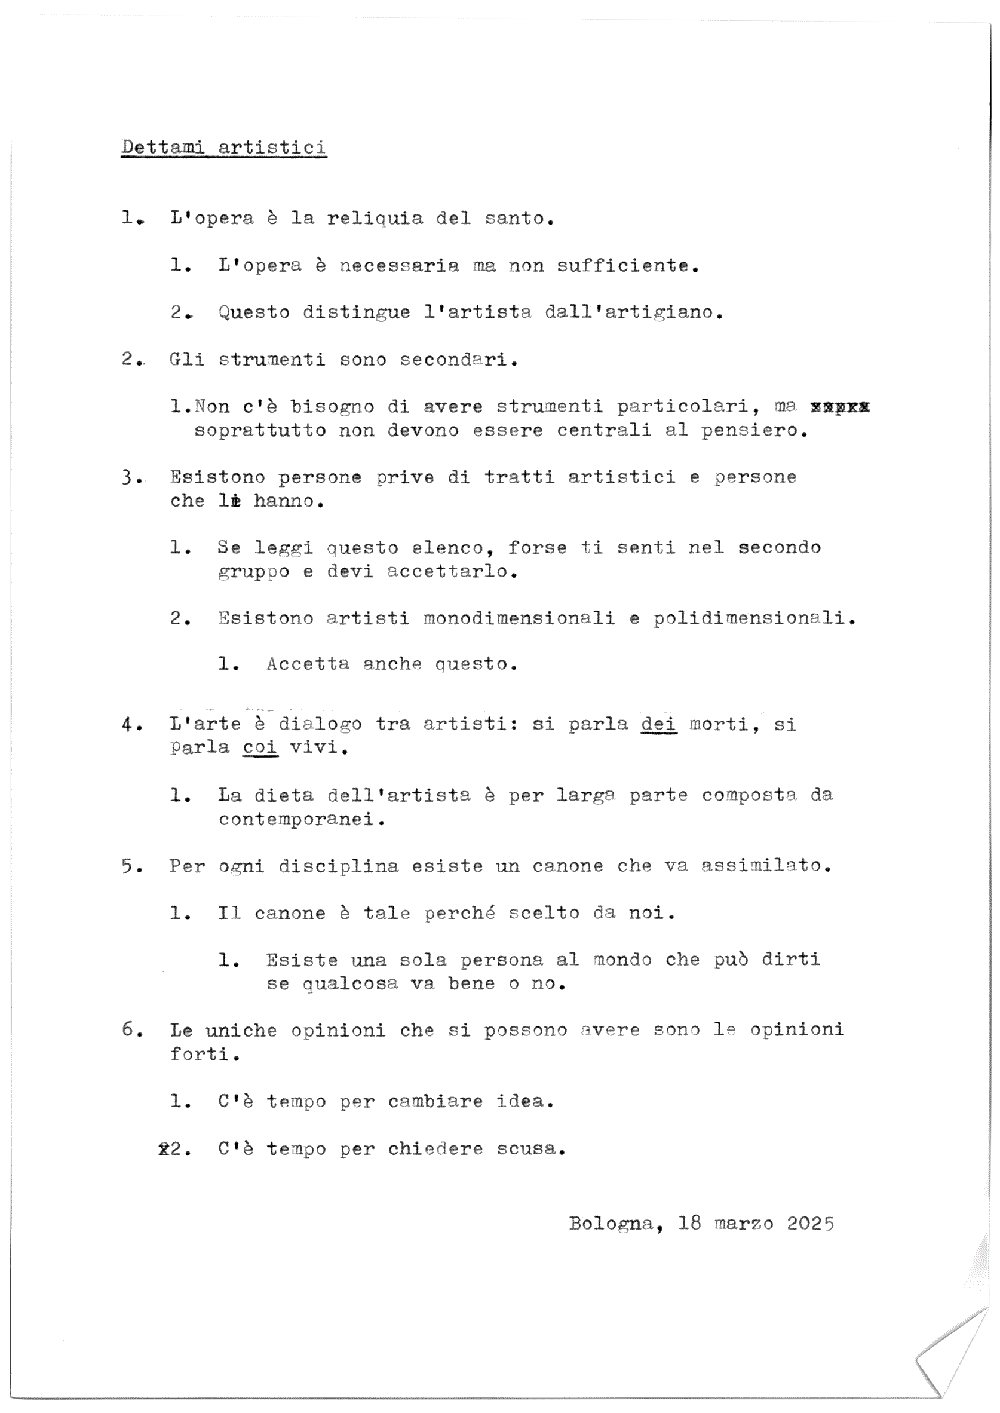 Dettami artistici
1. L'opera è la reliquia del santo.
1. L'opera è necessaria ma non sufficiente.
2. Questo distingue l'artista dall'artigiano.
2. Gli strumenti sono secondari.
1.Non c'è bisogno di avere strumenti particolari, ma
soprattutto non devono essere centrali al pensiero.
3. Esistono persone prive di tratti artistici e persone
che li hanno.
1. Se leggi questo elenco, forse ti senti nel secondo
gruppo e devi accettarlo.
2. Esistono artisti monodimensionali e polidimensionali.
1. Accetta anche questo.
4. L'arte è dialogo tra artisti: si parla dei morti, si
parla coi vivi.
1. La dieta dell'artista è per larga parte composta da
contemporanei.
5. Per ogni disciplina esiste un canone che va assimilato.
1. Il canone è tale perché scelto da noi.
1. Esiste una sola persona al mondo che può dirti
se qualcosa va bene o no.
6. Le uniche opinioni che si possono avere sono le opinioni
forti.
1. C'è tempo per cambiare idea.
2. C'è tempo per chiedere scusa.
Bologna, 18 marzo 2025